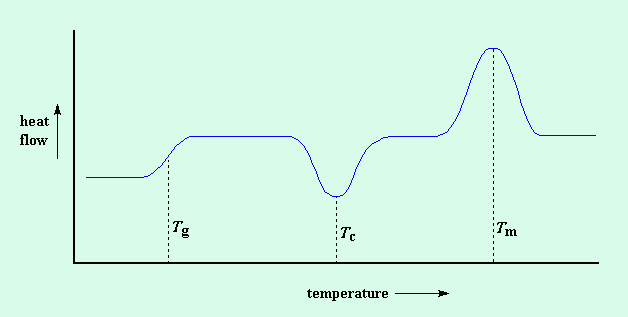 heat
flow
Tg
Tc
Tm
temperature